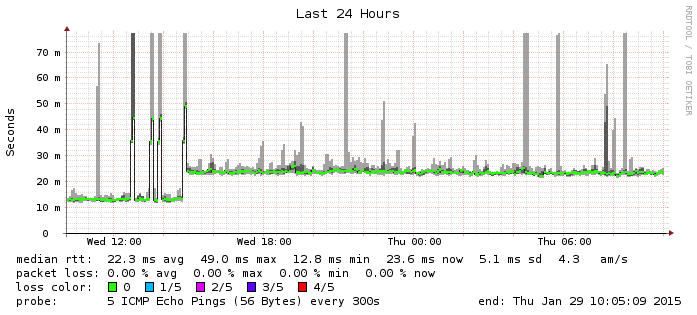 Last 24 Hours
RRDTOOL / TOBI OETIKER
Seconds
70 m
60 m
50 m
40 m
30 m
20 m
10 m
0
Wed 12:00 Wed 18:00 Thu 00:00 Thu 06:00
median rtt: 22.3 ms avg 49.0 ms max 12.8 ms min 23.6 ms now 5.1 ms sd 4.3 am/s
packet loss: 0.00 % avg 0.00 % max 0.00 % min 0.00 % now
loss color: 0 1/5 2/5 3/5 4/5
probe: 5 ICMP Echo Pings (56 Bytes) every 300s end: Thu Jan 29 10:05:09 2015